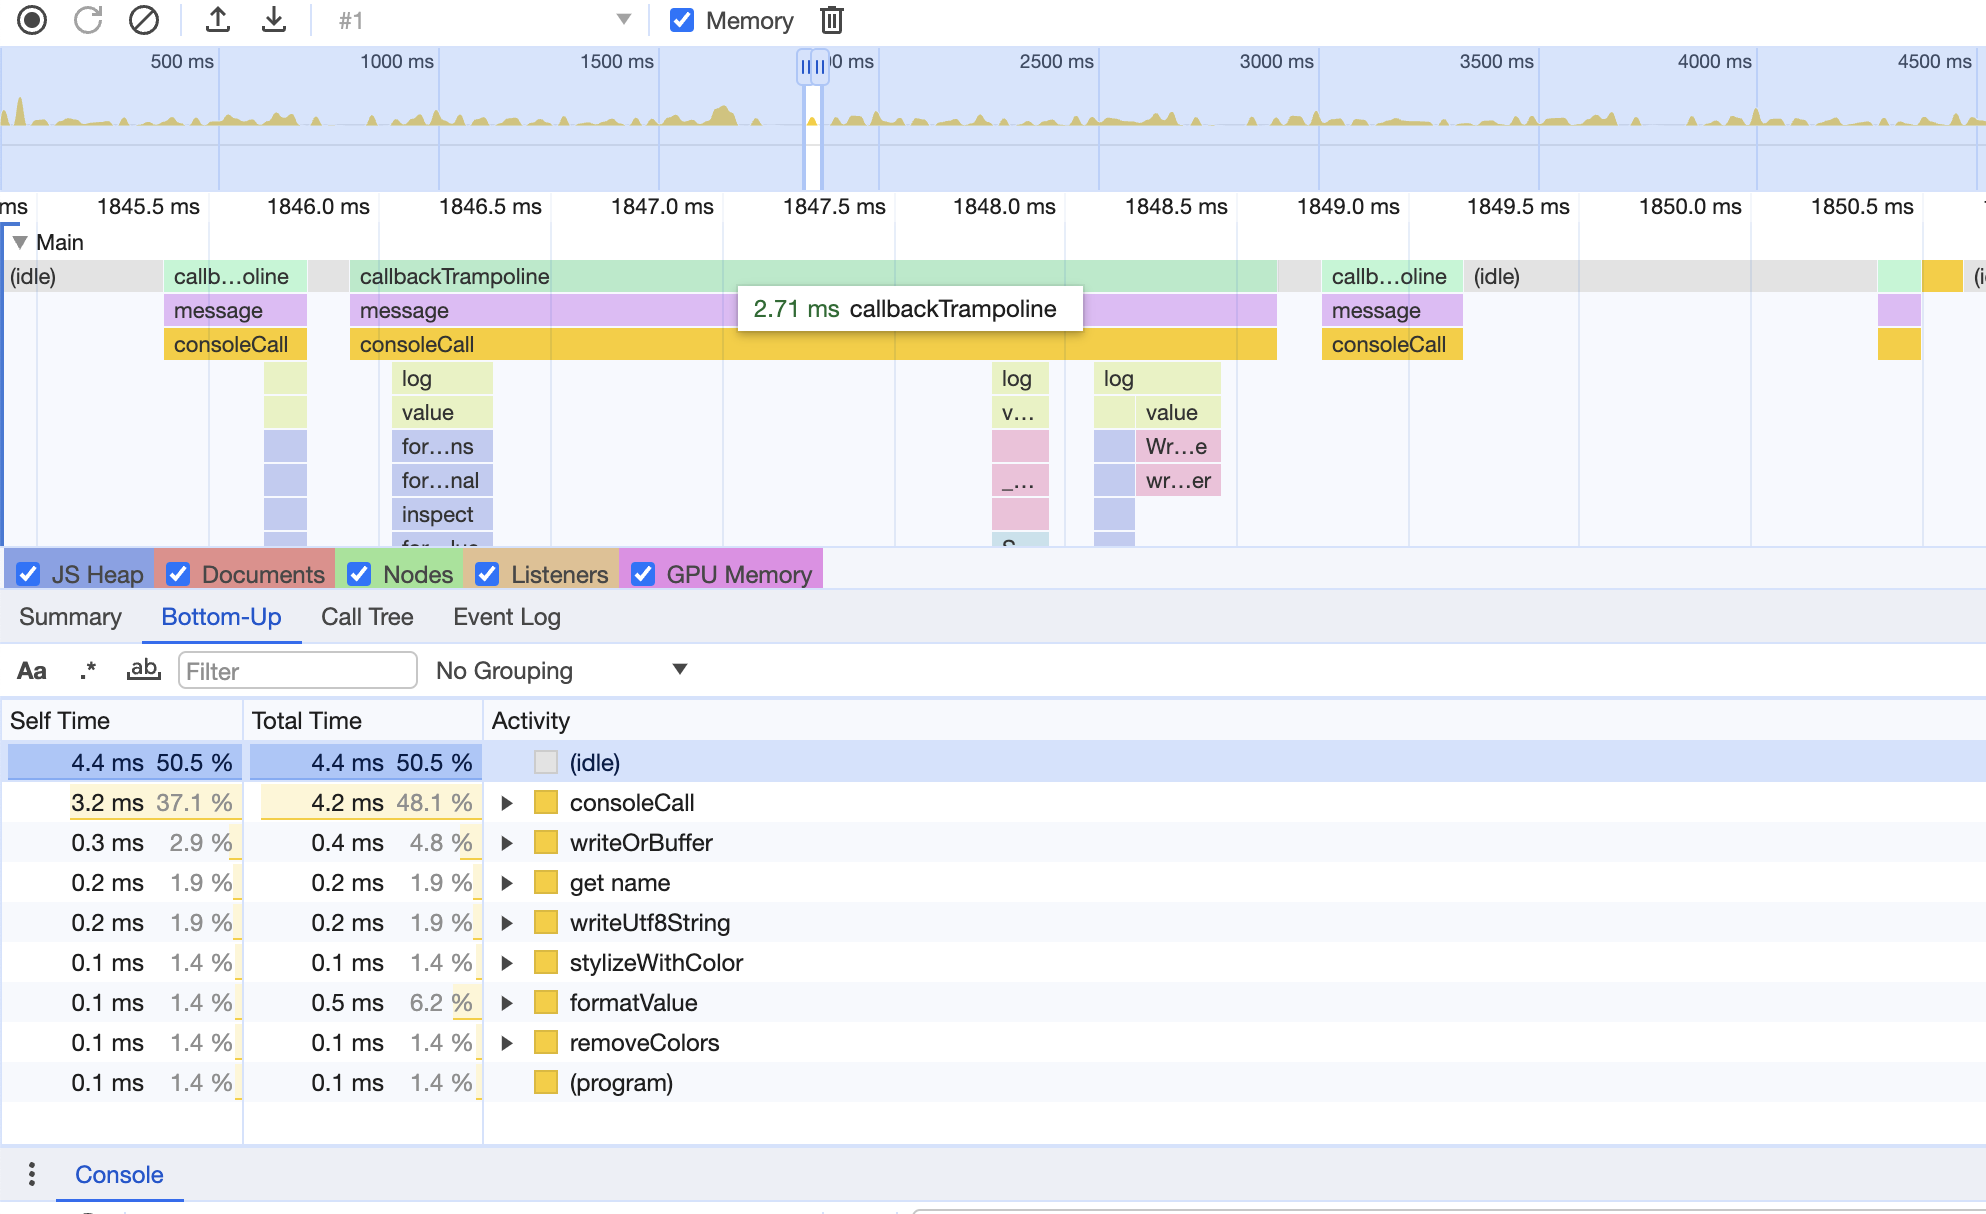 #1 Memory
500 ms 1000 ms 1500 ms 00 ms 2500 ms 3000 ms 3500 ms 4000 ms 4500 ms
ms 1845.5 ms 1846.0 ms 1846.5 ms 1847.0 ms 1847.5 ms 1848.0 ms 1848.5 ms 1849.0 ms 1849.5 ms 1850.0 ms 1850.5 ms
Main
(idle) callb…oline callbackTrampoline callb…oline (idle) (i
message message message
2.71 ms callbackTrampoline
consoleCall consoleCall consoleCall
log log log
value v… value
for…ns Wr…e
for…nal _… wr…er
inspect
JS Heap Documents Nodes Listeners GPU Memory
Summary Bottom-Up Call Tree Event Log
Aa .* ab Filter No Grouping
Self Time Total Time Activity
4.4 ms 50.5 % 4.4 ms 50.5 % (idle)
3.2 ms 37.1 % 4.2 ms 48.1 % consoleCall
0.3 ms 2.9 % 0.4 ms 4.8 % writeOrBuffer
0.2 ms 1.9 % 0.2 ms 1.9 % get name
0.2 ms 1.9 % 0.2 ms 1.9 % writeUtf8String
0.1 ms 1.4 % 0.1 ms 1.4 % stylizeWithColor
0.1 ms 1.4 % 0.5 ms 6.2 % formatValue
0.1 ms 1.4 % 0.1 ms 1.4 % removeColors
0.1 ms 1.4 % 0.1 ms 1.4 % (program)
Console